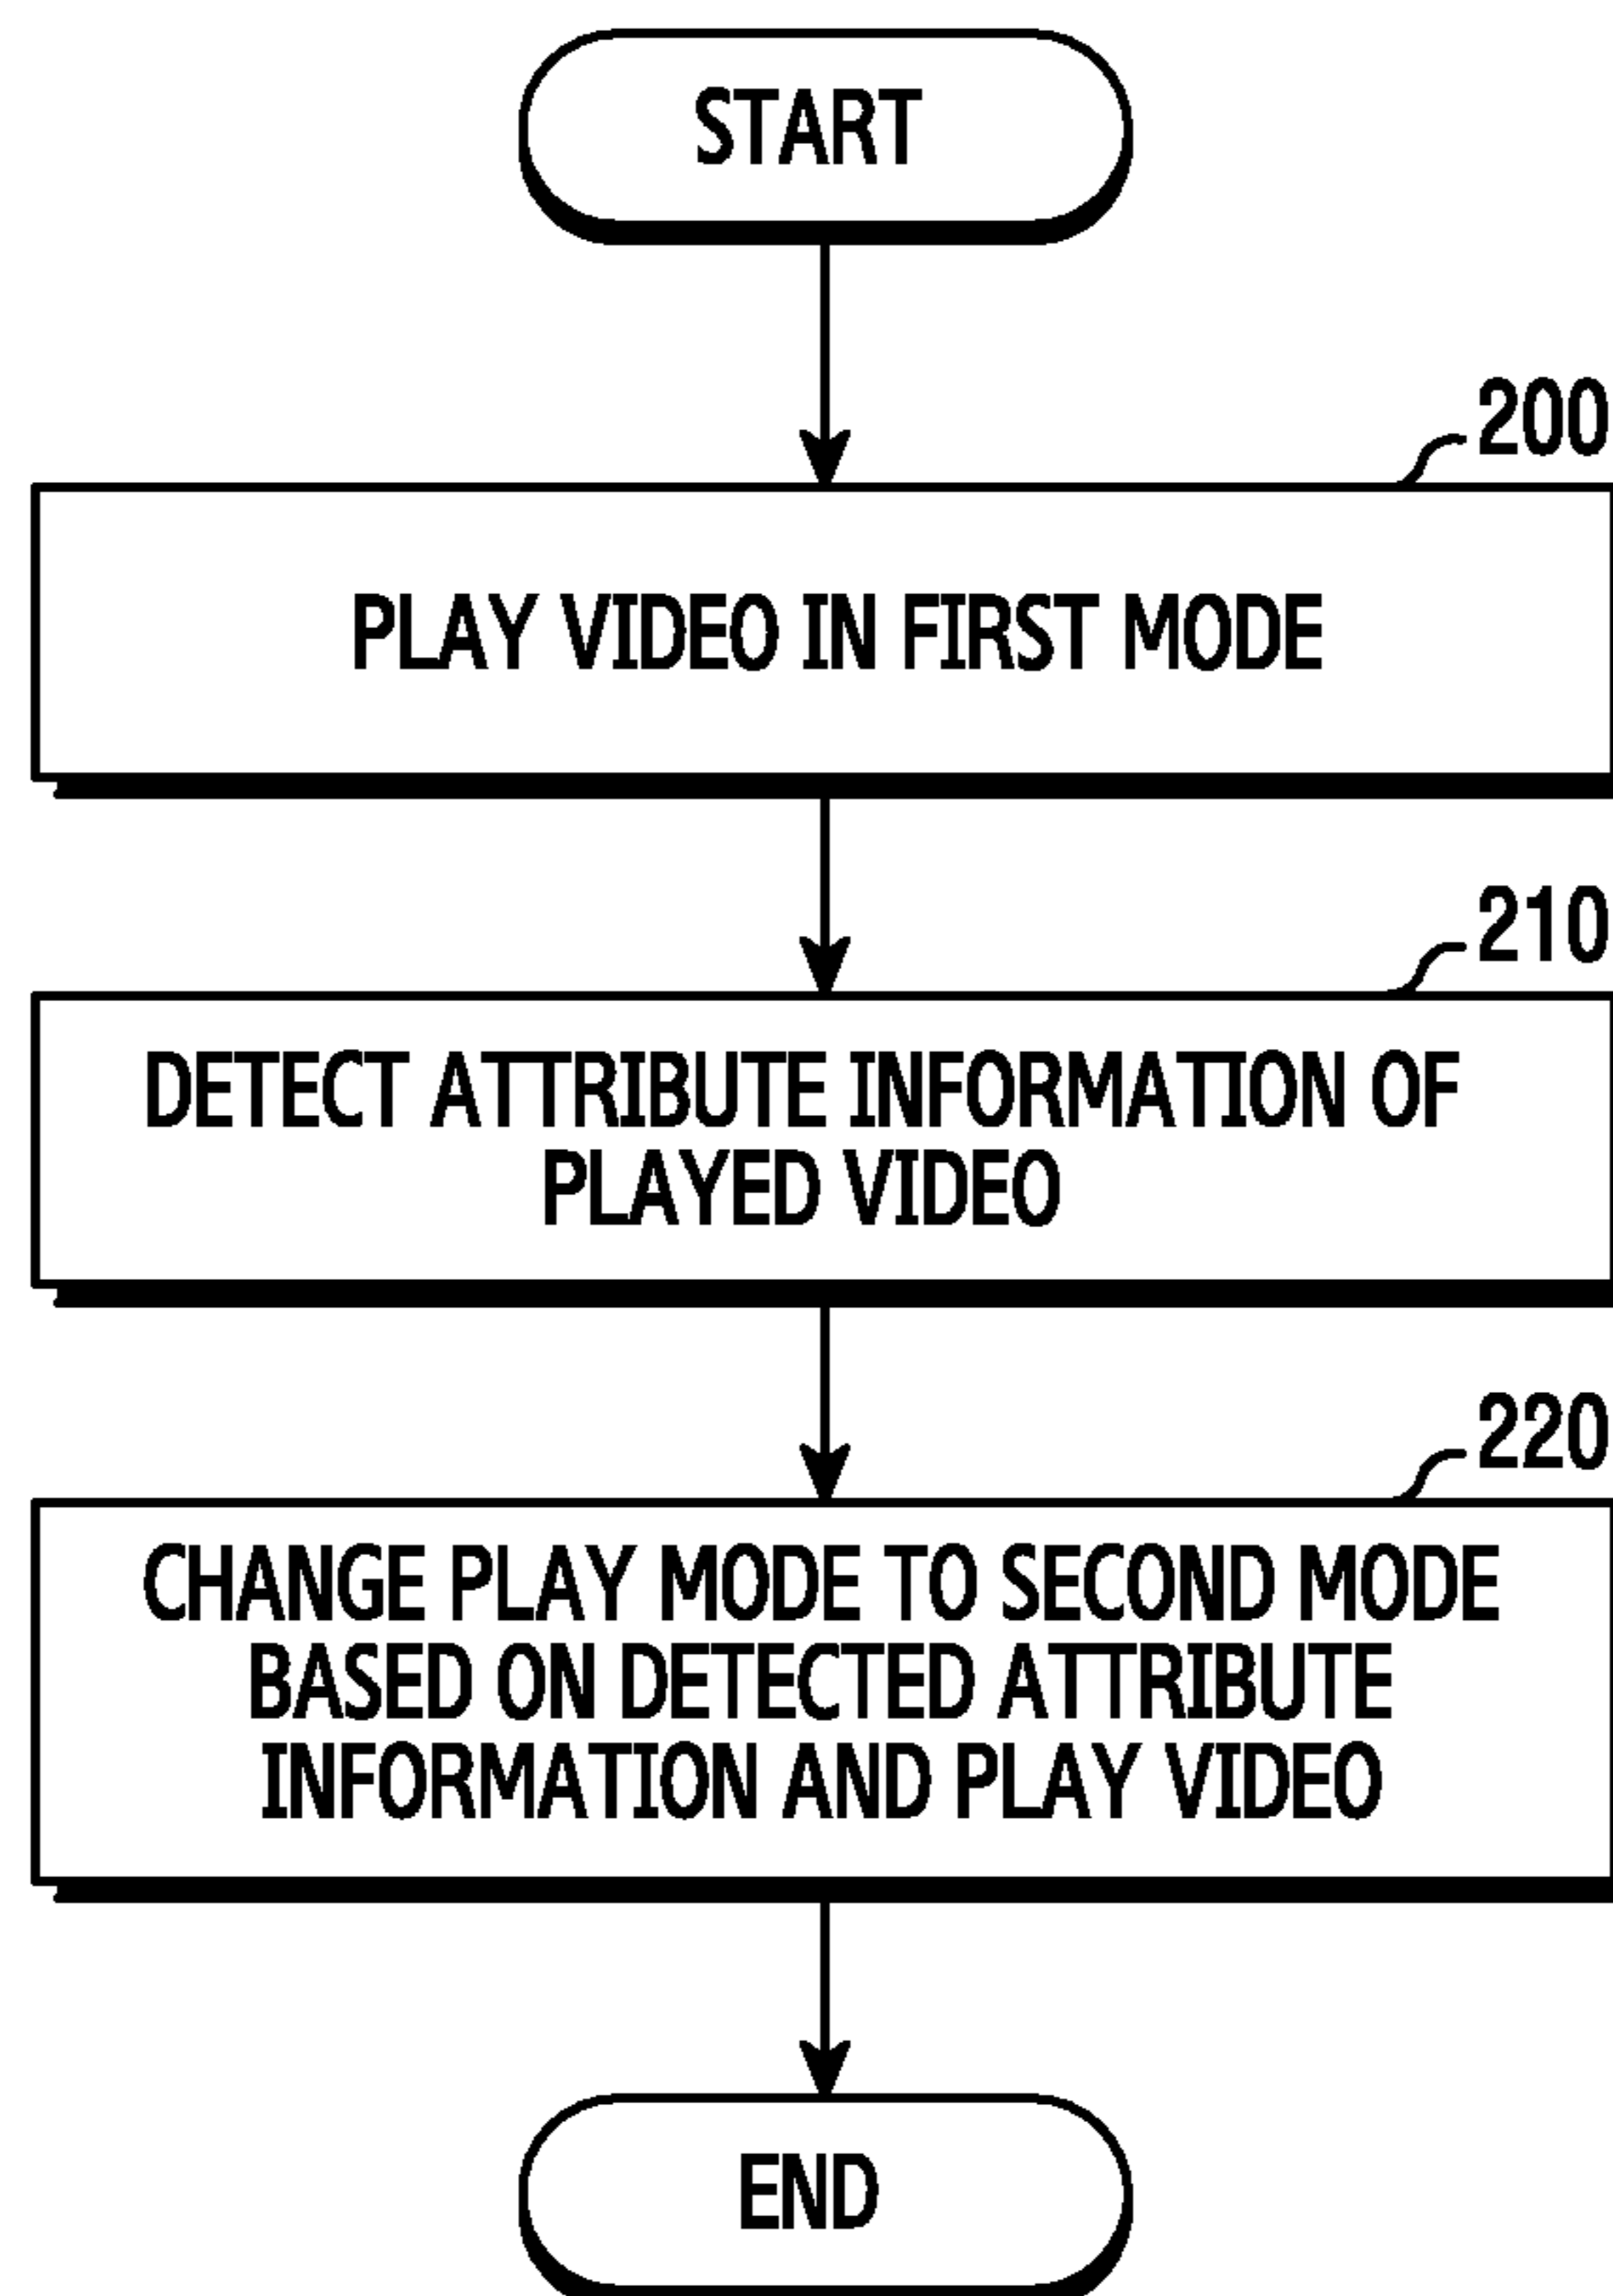 START
200
PLAY VIDEO IN FIRST MODE
210
DETECT ATTRIBUTE INFORMATION OF
PLAYED VIDEO
220
CHANGE PLAY MODE TO SECOND MODE
BASED ON DETECTED ATTRIBUTE
INFORMATION AND PLAY VIDEO
END